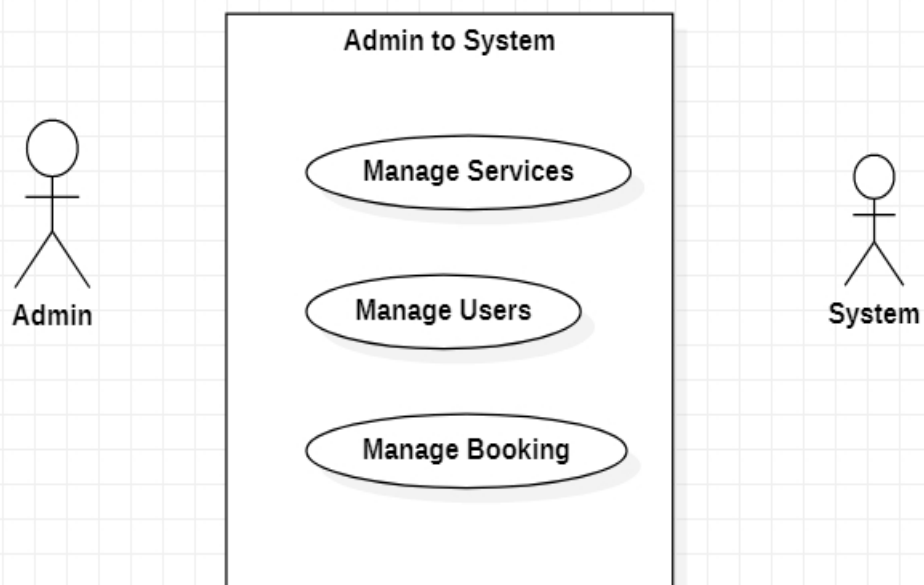 Admin to System
Manage Services
Manage Users
Admin
System
Manage Booking